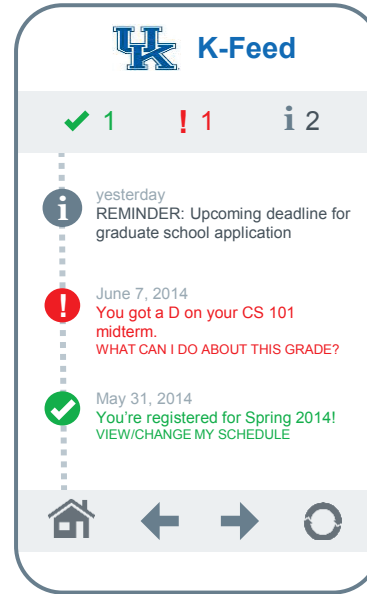 UK K-Feed
✔ 1 ! 1 i 2
i
yesterday
REMINDER: Upcoming deadline for
graduate school application
!
June 7, 2014
You got a D on your CS 101
midterm.
WHAT CAN I DO ABOUT THIS GRADE?
May 31, 2014
You're registered for Spring 2014!
VIEW/CHANGE MY SCHEDULE